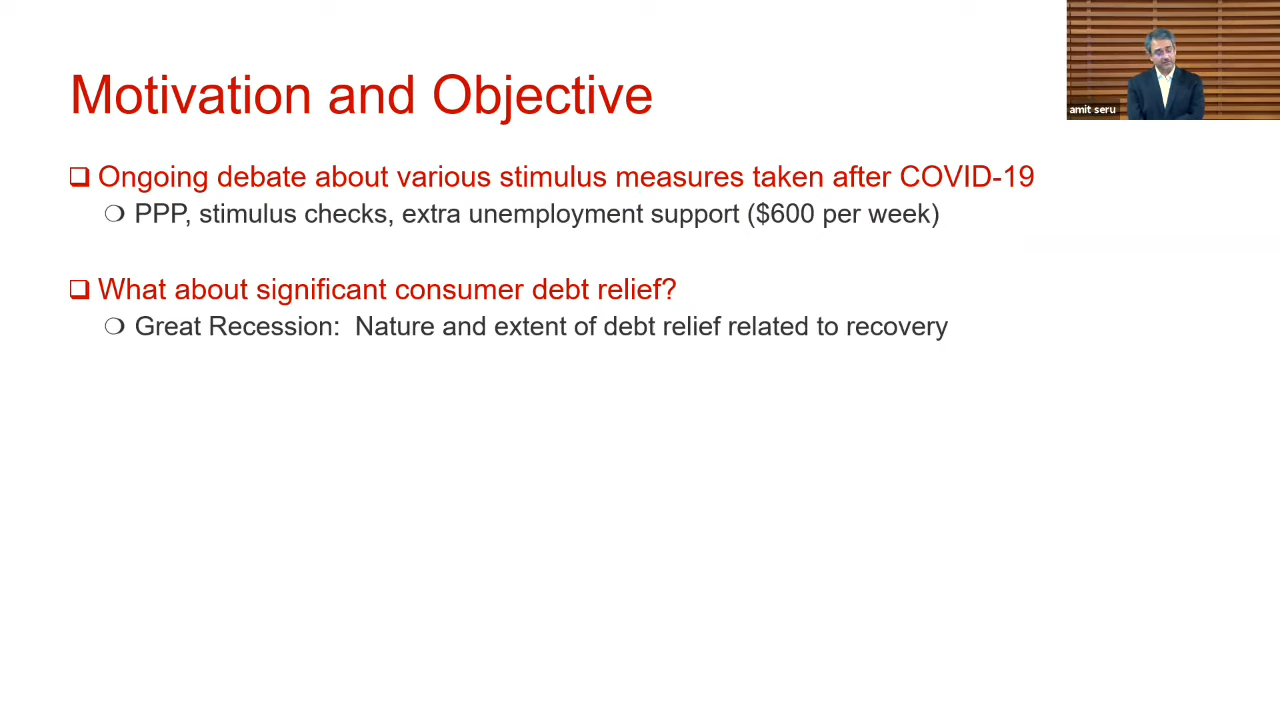 Motivation and Objective
amit seru
Ongoing debate about various stimulus measures taken after COVID-19
PPP, stimulus checks, extra unemployment support ($600 per week)
What about significant consumer debt relief?
Great Recession: Nature and extent of debt relief related to recovery